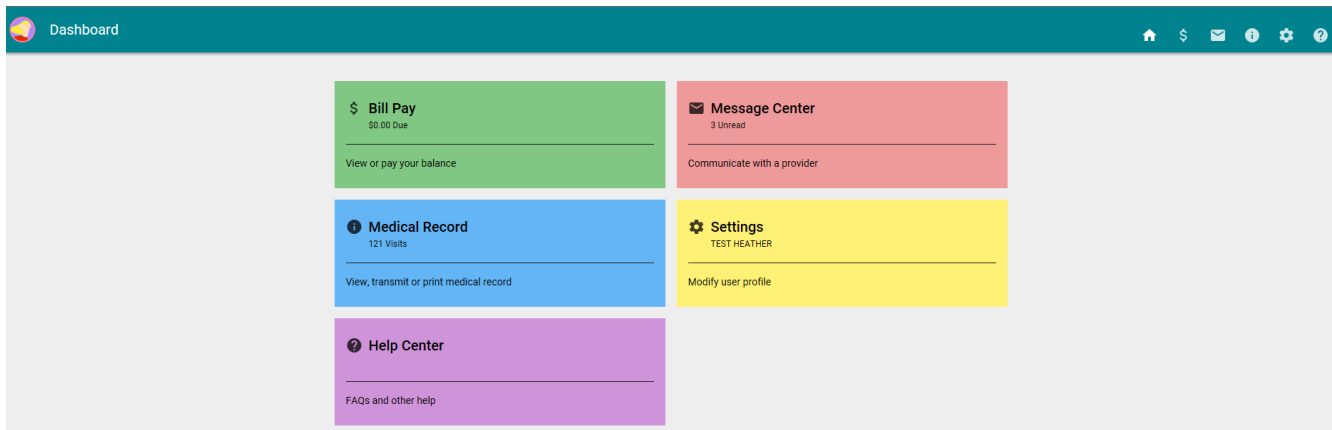 Dashboard
$ Bill Pay
$0.00 Due
View or pay your balance
Message Center
3 Unread
Communicate with a provider
Medical Record
121 Visits
View, transmit or print medical record
Settings
TEST HEATHER
Modify user profile
Help Center
FAQs and other help